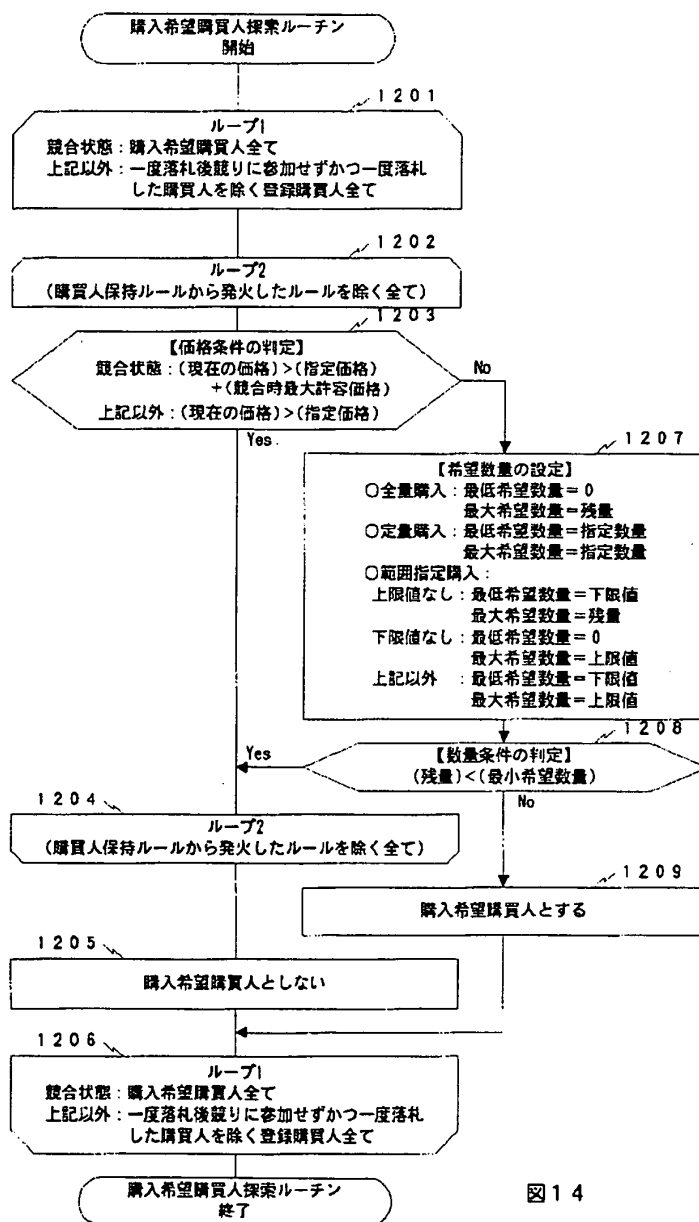 購入希望購買人探索ルーチン
開始
1201
ループ1
競合状態：購入希望購買人全て
上記以外：一度落札後競りに参加せずかつ一度落札
した購買人を除く登録購買人全て
1202
ループ2
(購買人保持ルールから発火したルールを除く全て)
1203
【価格条件の判定】
競合状態：(現在の価格)>(指定価格)
+(競合時最大許容価格)
上記以外：(現在の価格)>(指定価格)
No
Yes
1207
【希望数量の設定】
○全量購入：最低希望数量＝0
最大希望数量＝残量
○定量購入：最低希望数量＝指定数量
最大希望数量＝指定数量
○範囲指定購入：
上限値なし：最低希望数量＝下限値
最大希望数量＝残量
下限値なし：最低希望数量＝0
最大希望数量＝上限値
上記以外：最低希望数量＝下限値
最大希望数量＝上限値
1208
【数量条件の判定】
(残量)<(最小希望数量)
Yes
No
1204
ループ2
(購買人保持ルールから発火したルールを除く全て)
1209
購入希望購買人とする
1205
購入希望購買人としない
1206
ループ1
競合状態：購入希望購買人全て
上記以外：一度落札後競りに参加せずかつ一度落札
した購買人を除く登録購買人全て
購入希望購買人探索ルーチン
終了
図14